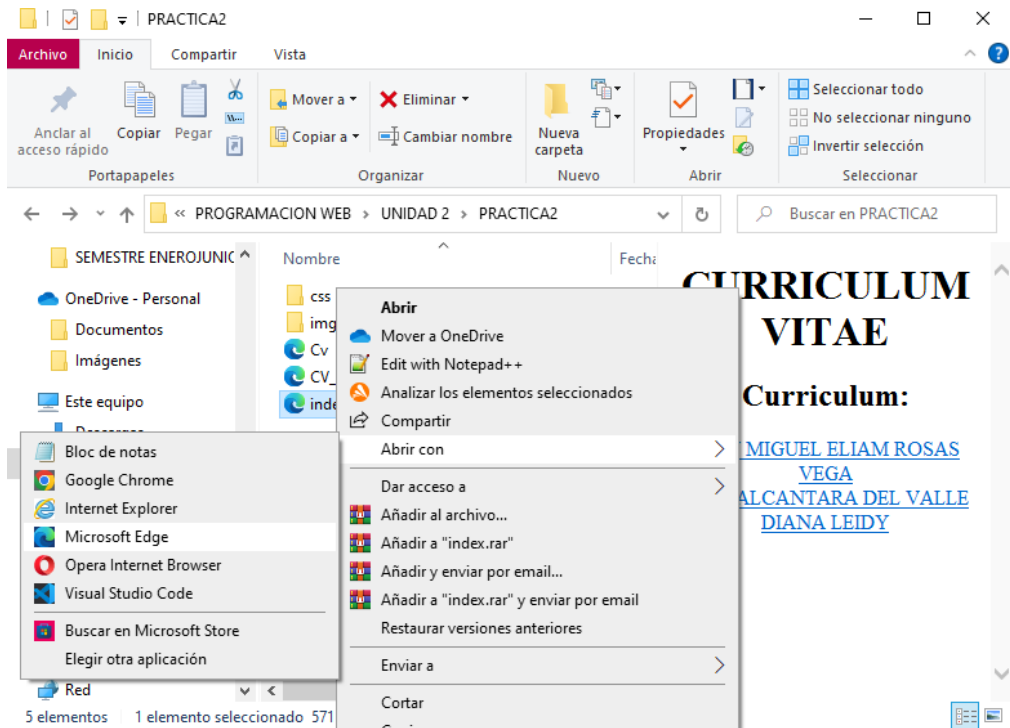 PRACTICA2
Archivo Inicio Compartir Vista
Anclar al acceso rápido
Copiar
Pegar
Portapapeles
Mover a
Copiar a
Eliminar
Cambiar nombre
Organizar
Nueva carpeta
Nuevo
Propiedades
Abrir
Seleccionar todo
No seleccionar ninguno
Invertir selección
Seleccionar
« PROGRAMACION WEB > UNIDAD 2 > PRACTICA2
Buscar en PRACTICA2
SEMESTRE ENEROJUNIC
OneDrive - Personal
Documentos
Imágenes
Este equipo
Red
Nombre
Fecha
css
img
Cv
CV_
inde
Abrir
Mover a OneDrive
Edit with Notepad++
Analizar los elementos seleccionados
Compartir
Abrir con
Dar acceso a
Añadir al archivo...
Añadir a "index.rar"
Añadir y enviar por email...
Añadir a "index.rar" y enviar por email
Restaurar versiones anteriores
Enviar a
Cortar
Bloc de notas
Google Chrome
Internet Explorer
Microsoft Edge
Opera Internet Browser
Visual Studio Code
Buscar en Microsoft Store
Elegir otra aplicación
CURRICULUM
VITAE
Curriculum:
MIGUEL ELIAM ROSAS
VEGA
ALCANTARA DEL VALLE
DIANA LEIDY
5 elementos
1 elemento seleccionado 571